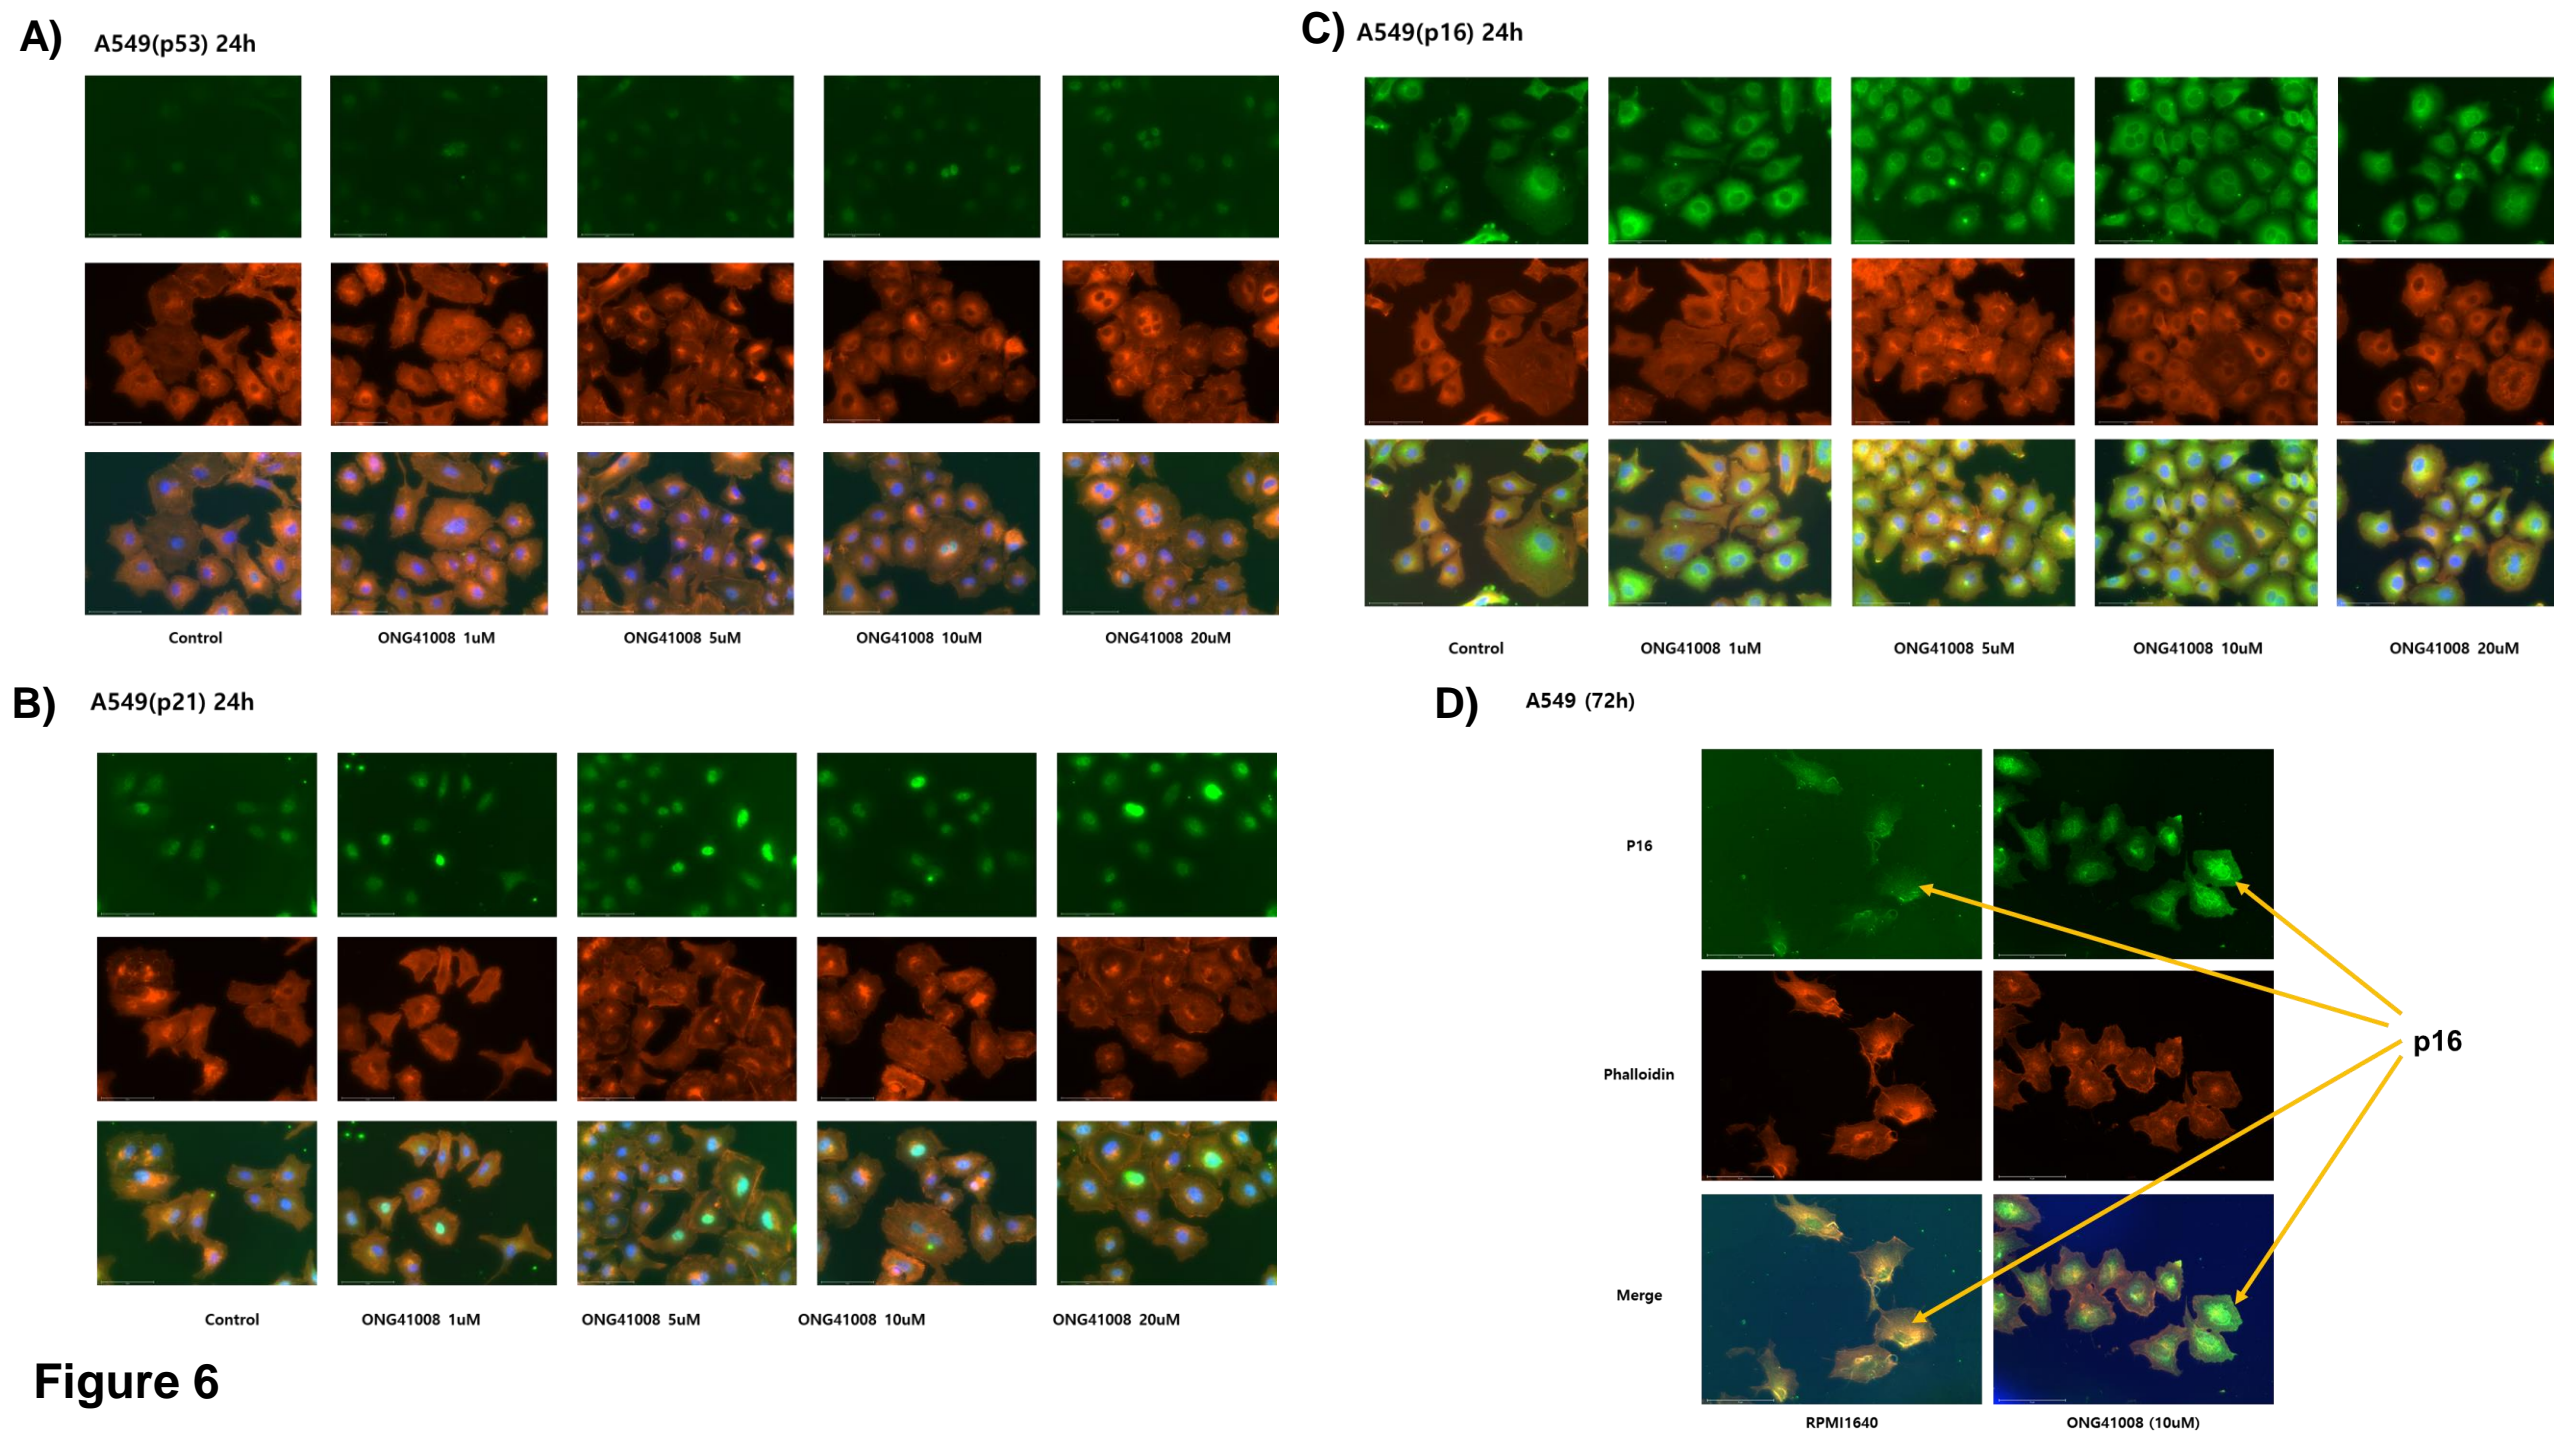 A) A549(p53) 24h
Control ONG41008 1uM ONG41008 5uM ONG41008 10uM ONG41008 20uM
B) A549(p21) 24h
Control ONG41008 1uM ONG41008 5uM ONG41008 10uM ONG41008 20uM
C) A549(p16) 24h
Control ONG41008 1uM ONG41008 5uM ONG41008 10uM ONG41008 20uM
D) A549 (72h)
P16
Phalloidin
Merge
p16
RPMI1640 ONG41008 (10uM)
Figure 6